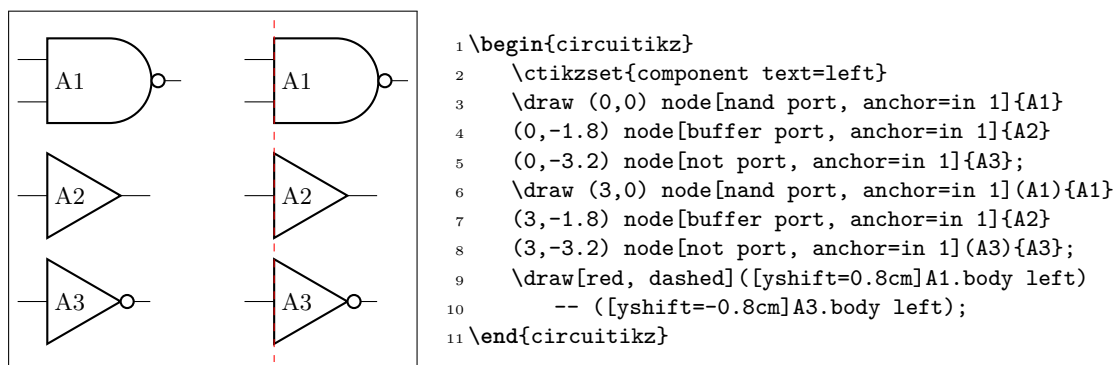 A1 A1
A2 A2
A3 A3
1 \begin{circuitikz}
2 \ctikzset{component text=left}
3 \draw (0,0) node[nand port, anchor=in 1]{A1}
4 (0,-1.8) node[buffer port, anchor=in 1]{A2}
5 (0,-3.2) node[not port, anchor=in 1]{A3};
6 \draw (3,0) node[nand port, anchor=in 1](A1){A1}
7 (3,-1.8) node[buffer port, anchor=in 1]{A2}
8 (3,-3.2) node[not port, anchor=in 1](A3){A3};
9 \draw[red, dashed]([yshift=0.8cm]A1.body left)
10 -- ([yshift=-0.8cm]A3.body left);
11 \end{circuitikz}